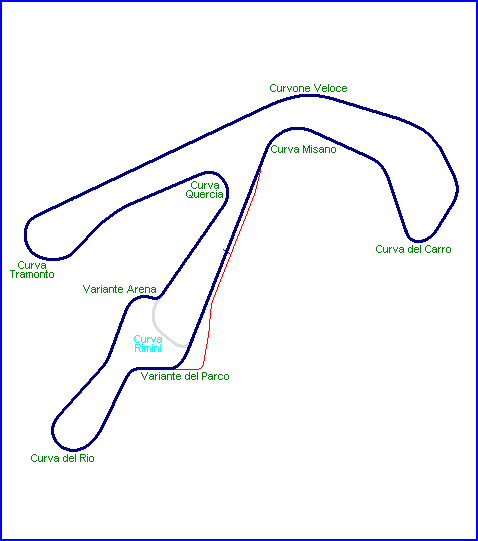 Curvone Veloce
Curva Misano
Curva
Quercia
Curva del Carro
Curva
Tramonto
Variante Arena
Curva
Rimini
Variante del Parco
Curva del Rio